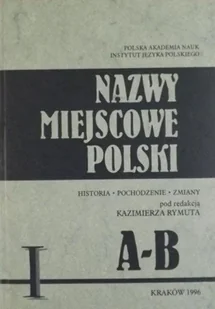 POLSKA AKADEMIA NAUK
INSTYTUT JĘZYKA POLSKIEGO
NAZWY
MIEJSCOWE
POLSKI
HISTORIA • POCHODZENIE • ZMIANY
pod redakcją
KAZIMIERZA RYMUTA
I A-B
KRAKÓW 1996